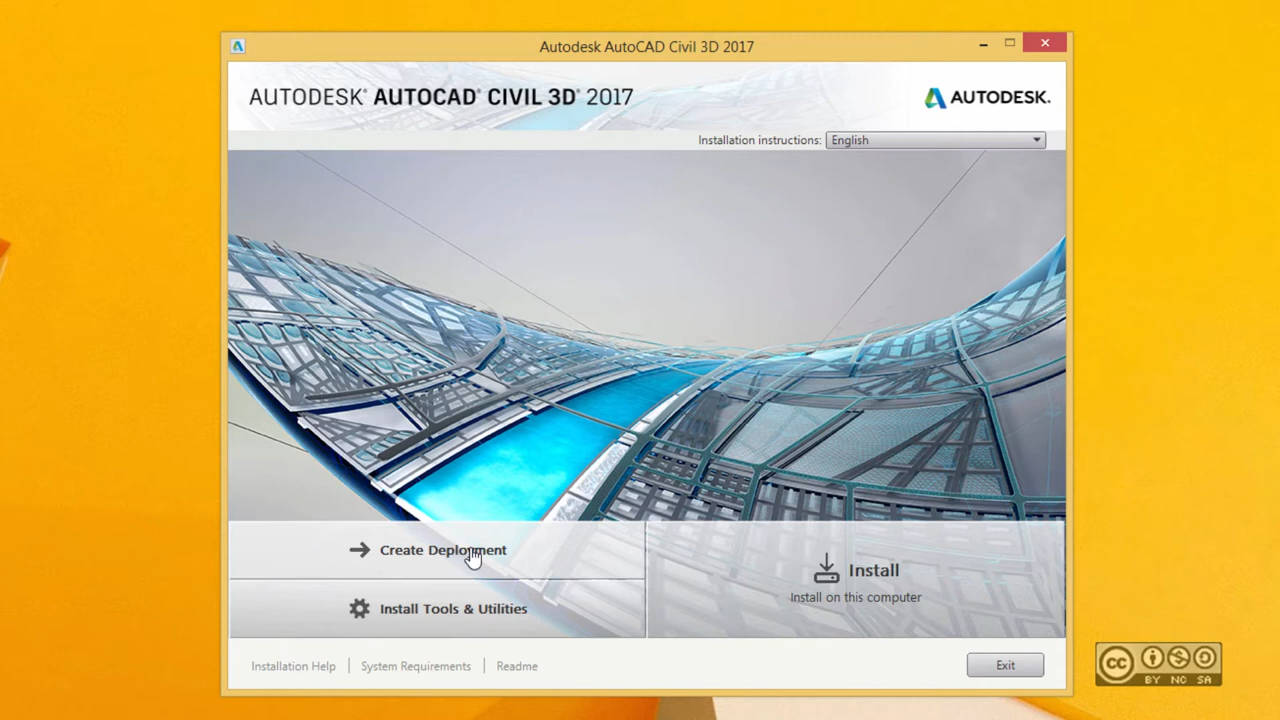 Autodesk AutoCAD Civil 3D 2017
AUTODESK® AUTOCAD® CIVIL 3D® 2017
AUTODESK.
Installation instructions: English
Create Deployment
Install
Install on this computer
Install Tools & Utilities
Installation Help | System Requirements | Readme
Exit
cc
BY NC SA